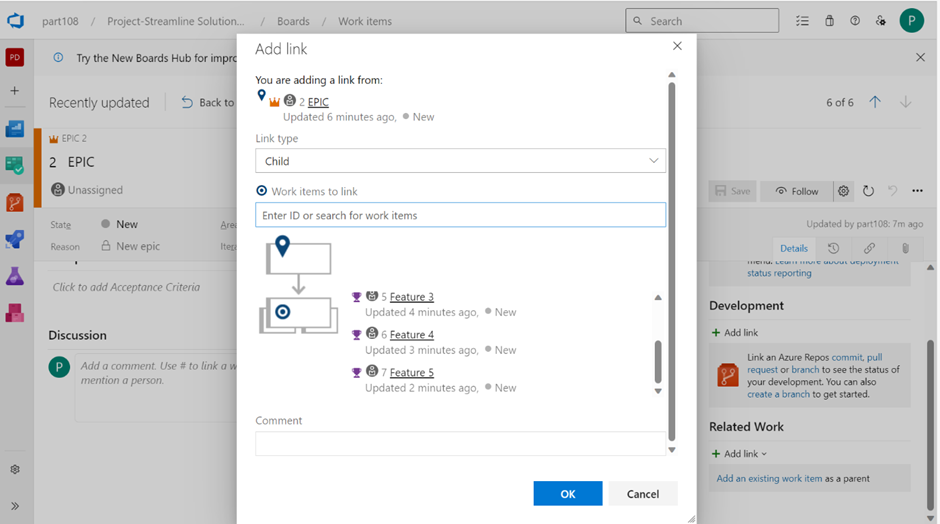 part108 / Project-Streamline Solution... / Boards / Work items
Search
P
PD
Try the New Boards Hub for impro
Add link
Recently updated
Back to
6 of 6
EPIC 2
2 EPIC
Unassigned
Save
Follow
State
New
Area
Updated by part108: 7m ago
Reason
New epic
Details
Click to add Acceptance Criteria
menu. Learn more about deployment
status reporting
Discussion
P
Add a comment. Use # to link a w
mention a person.
You are adding a link from:
2 EPIC
Updated 6 minutes ago, New
Link type
Child
Work items to link
Enter ID or search for work items
5 Feature 3
Updated 4 minutes ago, New
6 Feature 4
Updated 3 minutes ago, New
7 Feature 5
Updated 2 minutes ago, New
Comment
OK
Cancel
Development
Add link
Link an Azure Repos commit, pull
request or branch to see the status of
your development. You can also
create a branch to get started.
Related Work
Add link
Add an existing work item as a parent